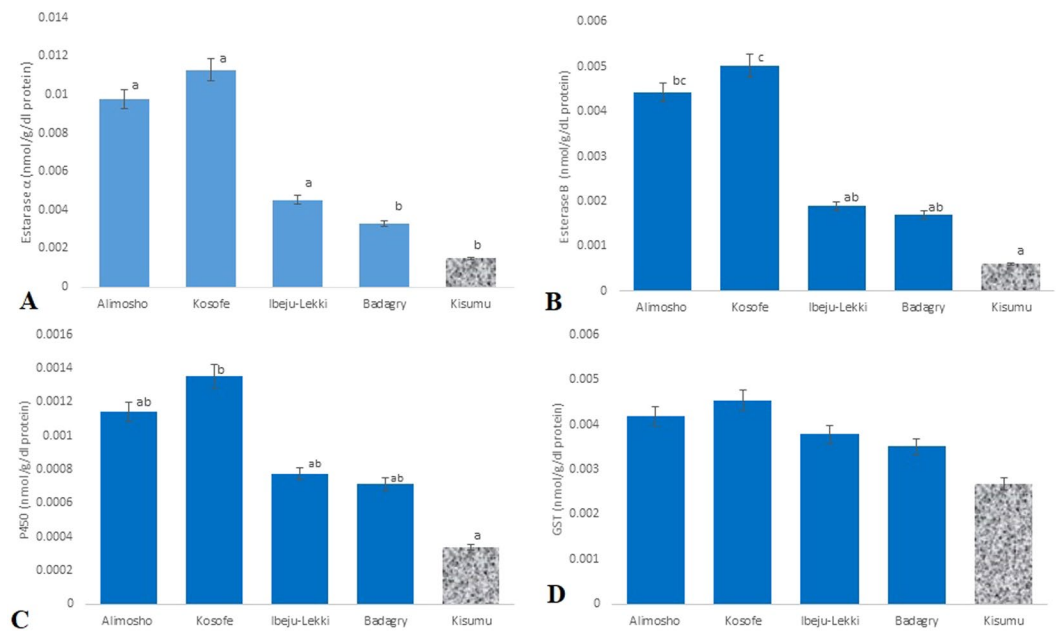 0.014
0.012
0.01
0.008
0.006
0.004
0.002
0
Estarase α (nmol/g/dl protein)
a
a
a
b
b
Alimosho Kosofe Ibeju-Lekki Badagry Kisumu
A
0.006
0.005
0.004
0.003
0.002
0.001
0
Esterase B (nmol/g/dL protein)
bc
c
ab
ab
a
Alimosho Kosofe Ibeju-Lekki Badagry Kisumu
B
0.0016
0.0014
0.0012
0.001
0.0008
0.0006
0.0004
0.0002
0
P450 (nmol/g/dl protein)
ab
b
ab
ab
a
Alimosho Kosofe Ibeju-Lekki Badagry Kisumu
C
0.006
0.005
0.004
0.003
0.002
0.001
0
GST (nmol/g/dl protein)
Alimosho Kosofe Ibeju-Lekki Badagry Kisumu
D